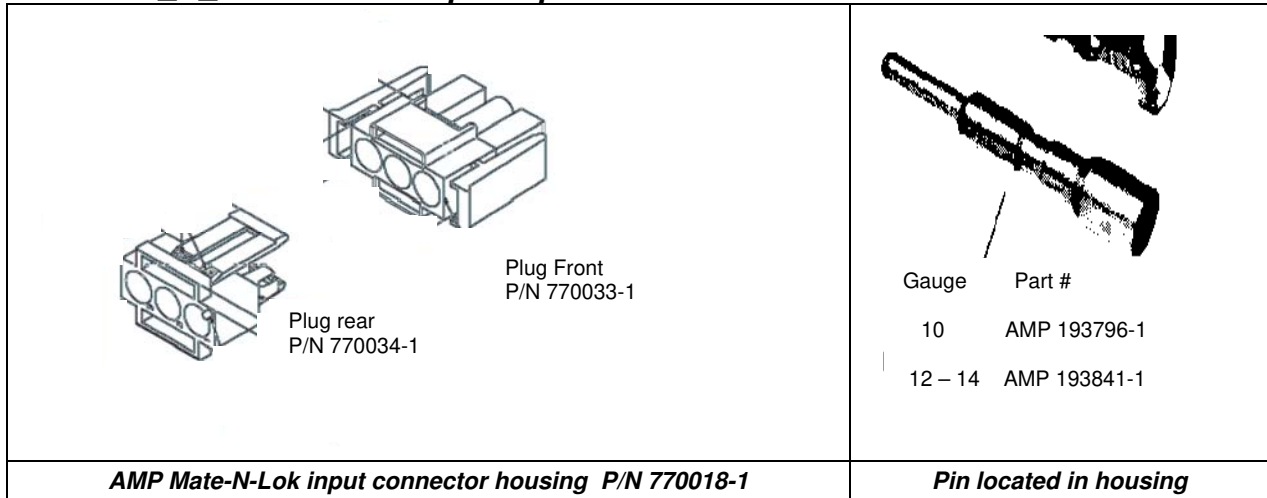 Plug Front
P/N 770033-1
Plug rear
P/N 770034-1
Gauge Part #
10 AMP 193796-1
12 – 14 AMP 193841-1
AMP Mate-N-Lok input connector housing P/N 770018-1
Pin located in housing